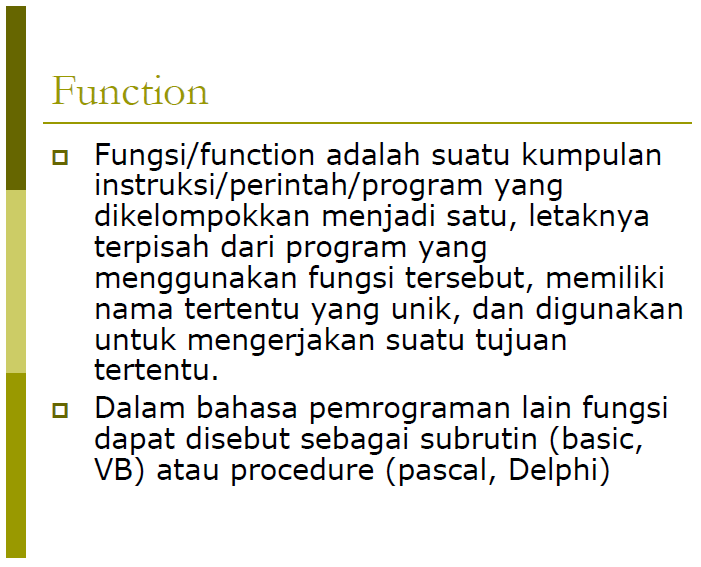 Function
Fungsi/function adalah suatu kumpulan
instruksi/perintah/program yang
dikelompokkan menjadi satu, letaknya
terpisah dari program yang
menggunakan fungsi tersebut, memiliki
nama tertentu yang unik, dan digunakan
untuk mengerjakan suatu tujuan
tertentu.
Dalam bahasa pemrograman lain fungsi
dapat disebut sebagai subrutin (basic,
VB) atau procedure (pascal, Delphi)